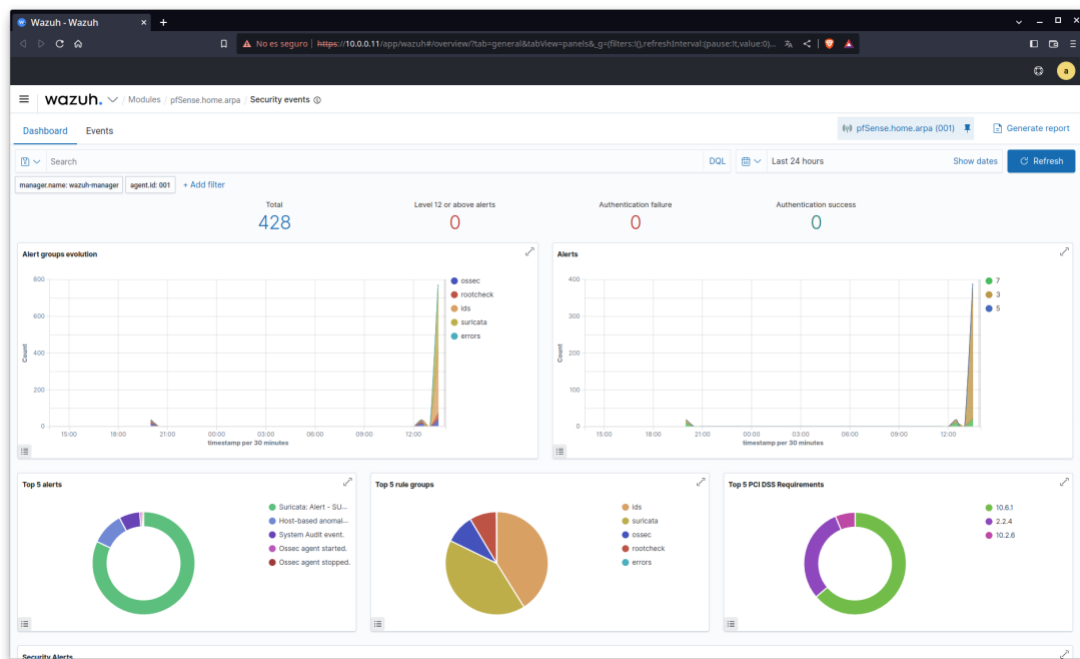 Wazuh - Wazuh
No es seguro | https://10.0.0.11/app/wazuh#/overview/?tab=general&tabView=panels&_g=(filters:!(),refreshInterval:(pause:!t,value:0)...
a
wazuh. / Modules / pfSense.home.arpa / Security events
Dashboard Events pfSense.home.arpa (001) Generate report
Search DQL Last 24 hours Show dates Refresh
manager.name: wazuh-manager agent.id: 001 + Add filter
Total Level 12 or above alerts Authentication failure Authentication success
428 0 0 0
Alert groups evolution
800
600
400
200
0
Count
15:00 18:00 21:00 00:00 03:00 06:00 09:00 12:00
timestamp per 30 minutes
ossec
rootcheck
ids
suricata
errors
Alerts
400
300
200
100
0
Count
15:00 18:00 21:00 00:00 03:00 06:00 09:00 12:00
timestamp per 30 minutes
7
3
5
Top 5 alerts
Suricata: Alert - SU...
Host-based anomal...
System Audit event.
Ossec agent started.
Ossec agent stopped.
Top 5 rule groups
ids
suricata
ossec
rootcheck
errors
Top 5 PCI DSS Requirements
10.6.1
2.2.4
10.2.6
Security Alerts